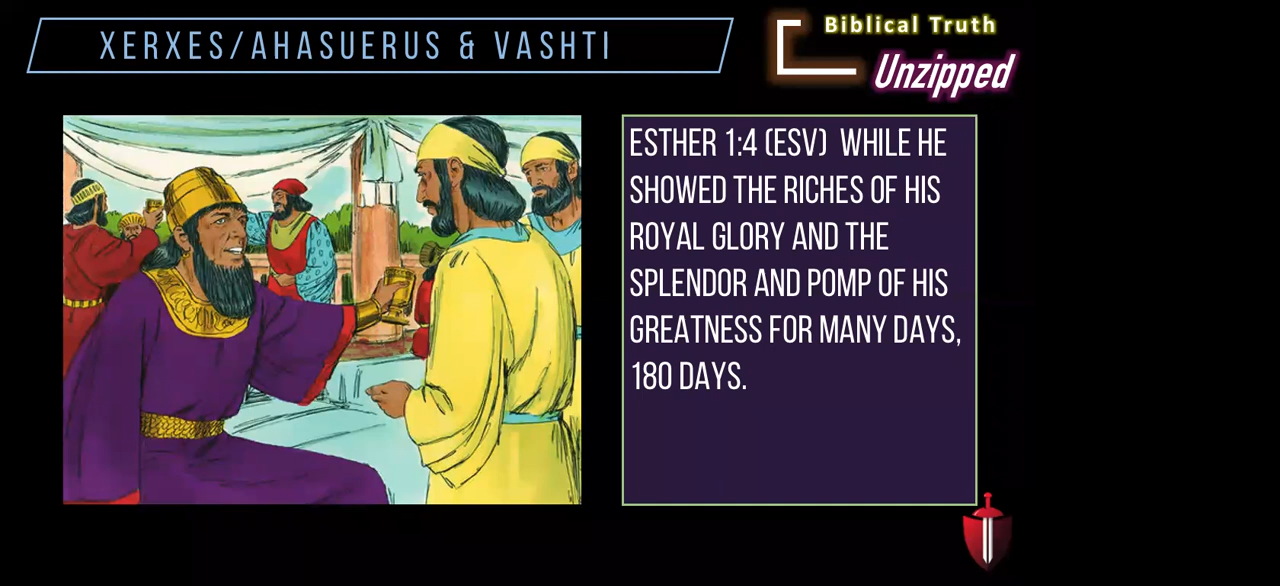 XERXES/AHASUERUS & VASHTI
Biblical Truth
Unzipped
ESTHER 1:4 (ESV) WHILE HE
SHOWED THE RICHES OF HIS
ROYAL GLORY AND THE
SPLENDOR AND POMP OF HIS
GREATNESS FOR MANY DAYS,
180 DAYS.